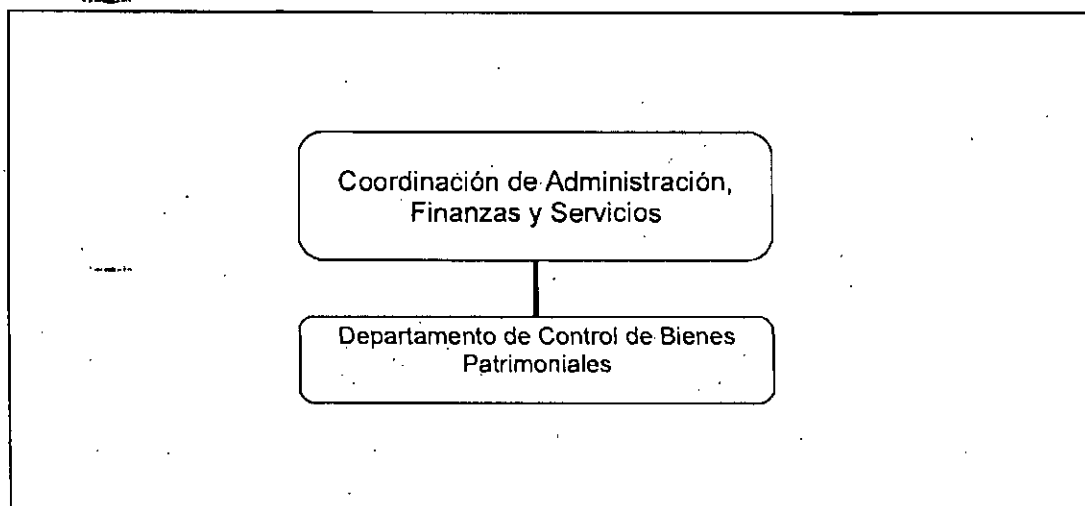 Coordinación de Administración,
Finanzas y Servicios
Departamento de Control de Bienes
Patrimoniales